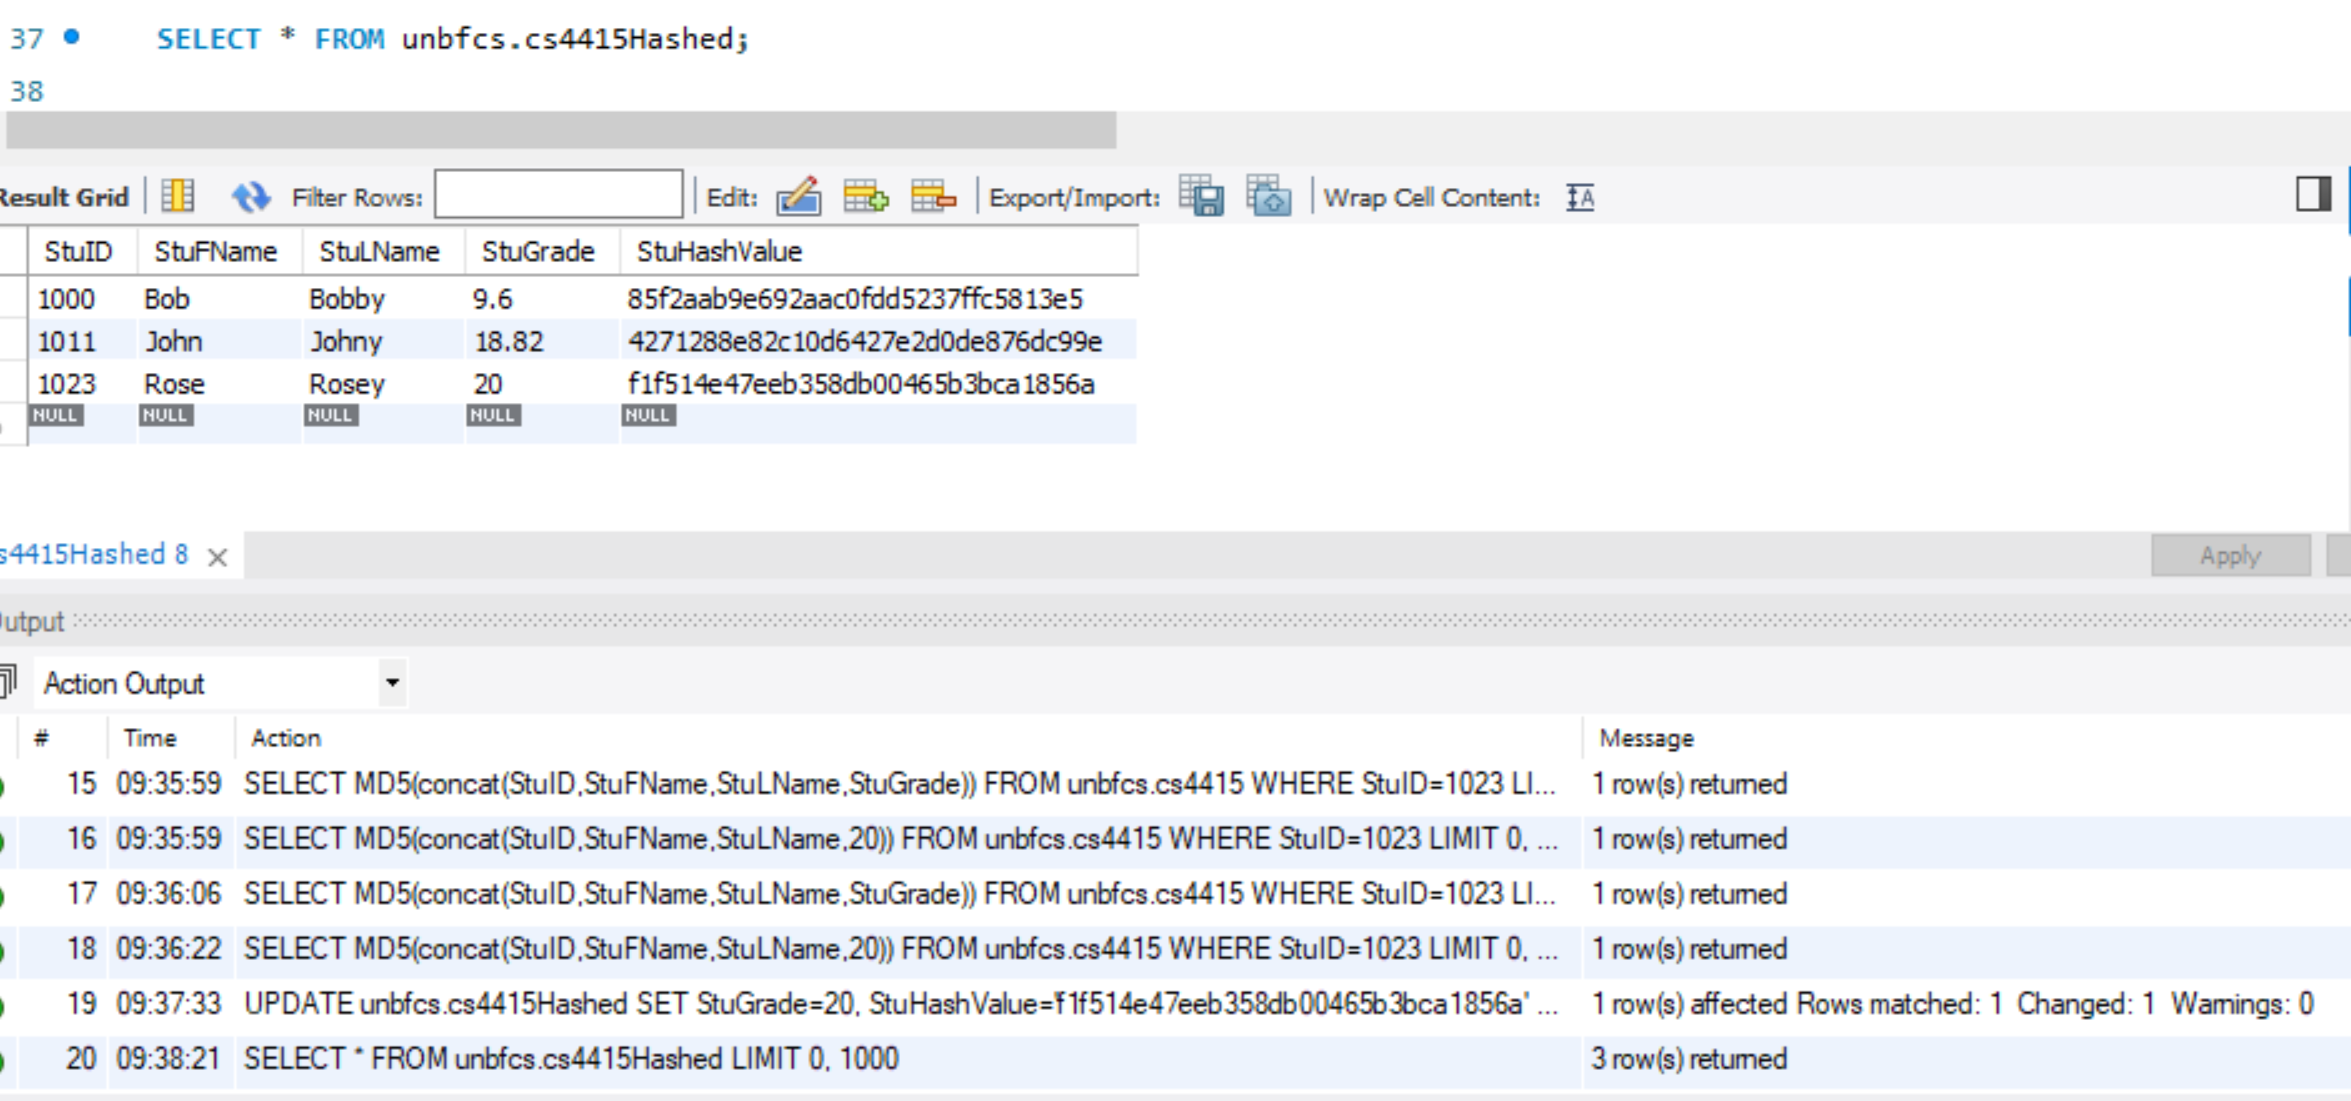 37 SELECT * FROM unbfcs.cs4415Hashed;
38
Result Grid Filter Rows: Edit: Export/Import: Wrap Cell Content: IA
StuID StuFName StuLName StuGrade StuHashValue
1000 Bob Bobby 9.6 85f2aab9e692aac0fdd5237ffc5813e5
1011 John Johny 18.82 4271288e82c10d6427e2d0de876dc99e
1023 Rose Rosey 20 f1f514e47eeb358db00465b3bca1856a
NULL NULL NULL NULL NULL
s4415Hashed 8 Apply
Output
Action Output
# Time Action Message
15 09:35:59 SELECT MD5(concat(StuID,StuFName,StuLName,StuGrade)) FROM unbfcs.cs4415 WHERE StuID=1023 LI... 1 row(s) returned
16 09:35:59 SELECT MD5(concat(StuID,StuFName,StuLName,20)) FROM unbfcs.cs4415 WHERE StuID=1023 LIMIT 0, ... 1 row(s) returned
17 09:36:06 SELECT MD5(concat(StuID,StuFName,StuLName,StuGrade)) FROM unbfcs.cs4415 WHERE StuID=1023 LI... 1 row(s) returned
18 09:36:22 SELECT MD5(concat(StuID,StuFName,StuLName,20)) FROM unbfcs.cs4415 WHERE StuID=1023 LIMIT 0, ... 1 row(s) returned
19 09:37:33 UPDATE unbfcs.cs4415Hashed SET StuGrade=20, StuHashValue='f1f514e47eeb358db00465b3bca1856a' ... 1 row(s) affected Rows matched: 1 Changed: 1 Warnings: 0
20 09:38:21 SELECT * FROM unbfcs.cs4415Hashed LIMIT 0, 1000 3 row(s) returned